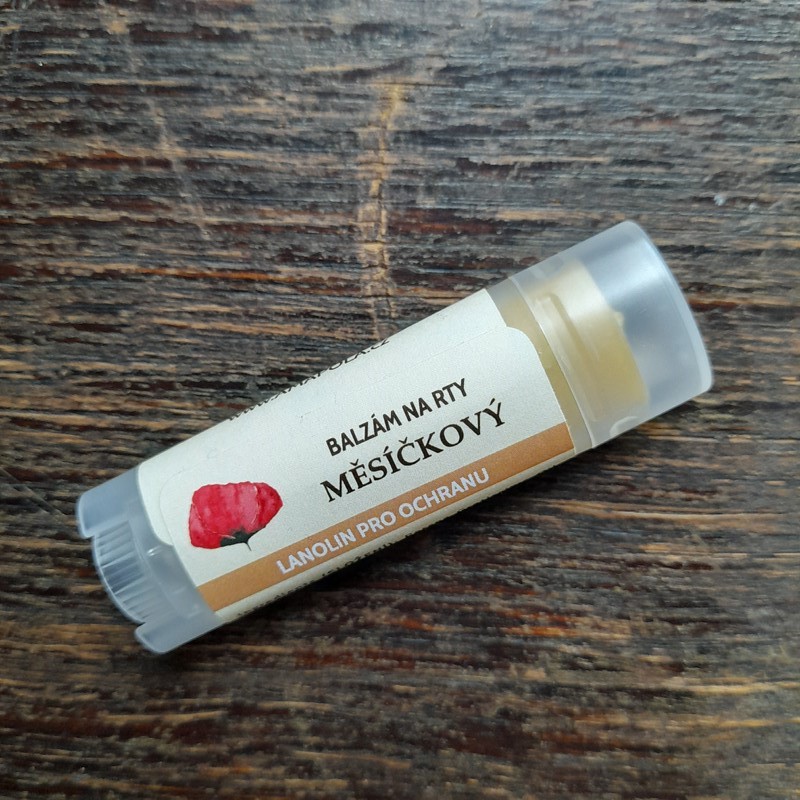 BALZÁM NA RTY
MĚSÍČKOVÝ
LANOLIN PRO OCHRANU